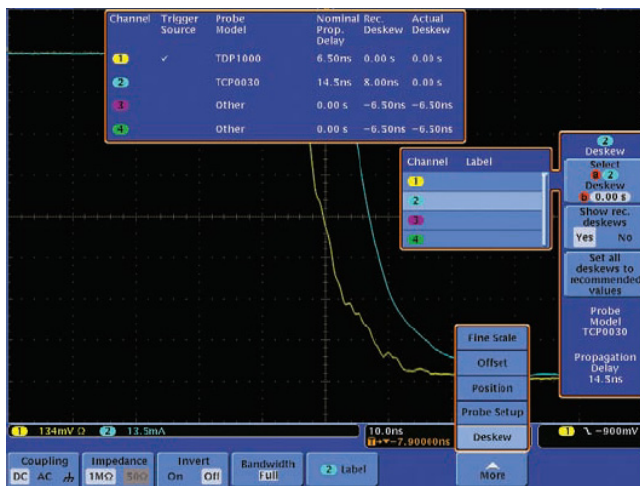 Channel Trigger Source Probe Model Nominal Prop. Delay Rec. Deskew Actual Deskew
1 ✓ TDP1000 6.50ns 0.00 s 0.00 s
2 TCP0030 14.5ns 8.00ns 0.00 s
3 Other 0.00 s -6.50ns -6.50ns
4 Other 0.00 s -6.50ns -6.50ns
Channel Label
1
2
3
4
2
Deskew
Select
a 2
Deskew
b 0.00 s
Show rec.
deskews
Yes No
Set all
deskews to
recommended
values
Probe
Model
TCP0030
Propagation
Delay
14.5ns
Fine Scale
Offset
Position
Probe Setup
Deskew
1 134mV Ω 2 13.5mA
10.0ns
T→▼-7.90000ns
1 -900mV
Coupling
DC AC
Impedance
1MΩ 50Ω
Invert
On Off
Bandwidth
Full
2 Label
More